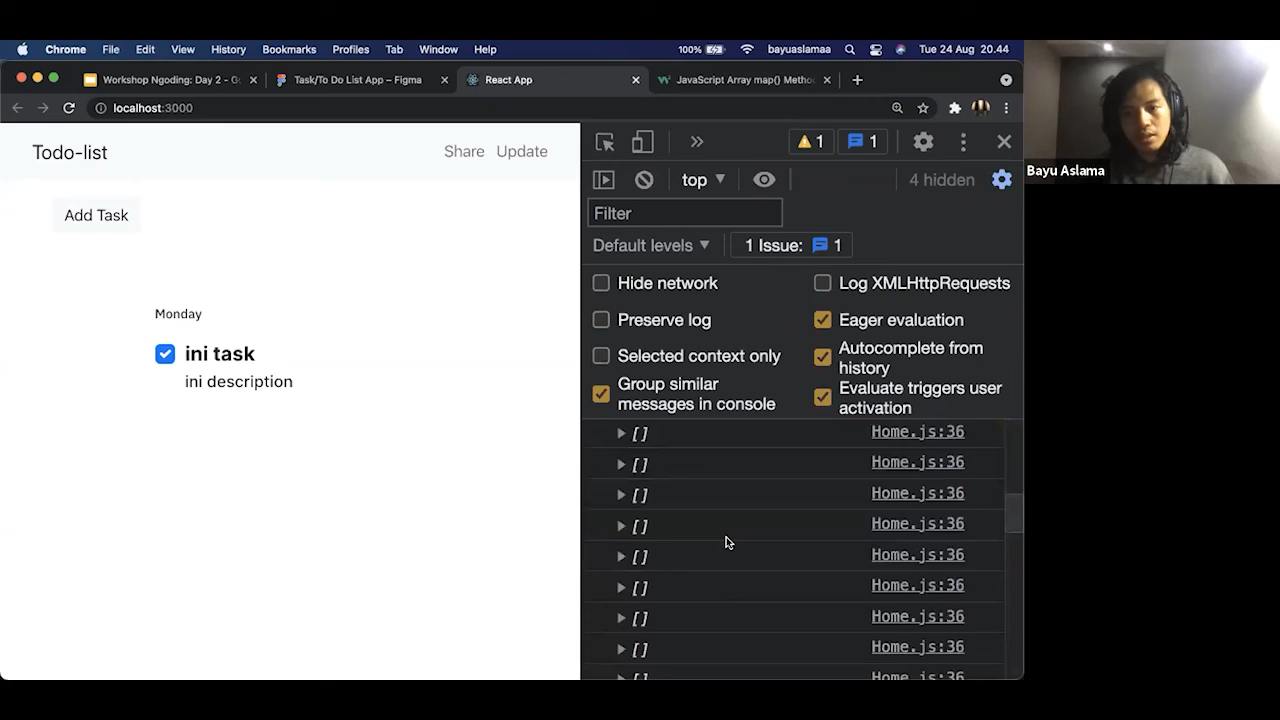 Chrome File Edit View History Bookmarks Profiles Tab Window Help 100% bayuaslamaa Tue 24 Aug 20.44
Workshop Ngoding: Day 2 - G
Task/To Do List App – Figma
React App
JavaScript Array map() Metho
localhost:3000
Todo-list
Share Update
Add Task
Monday
ini task
ini description
1 1
top 4 hidden
Filter
Default levels 1 Issue: 1
Hide network
Log XMLHttpRequests
Preserve log
Eager evaluation
Selected context only
Autocomplete from
history
Group similar
messages in console
Evaluate triggers user
activation
[] Home.js:36
[] Home.js:36
[] Home.js:36
[] Home.js:36
[] Home.js:36
[] Home.js:36
[] Home.js:36
[] Home.js:36
Home.js:36
Bayu Aslama